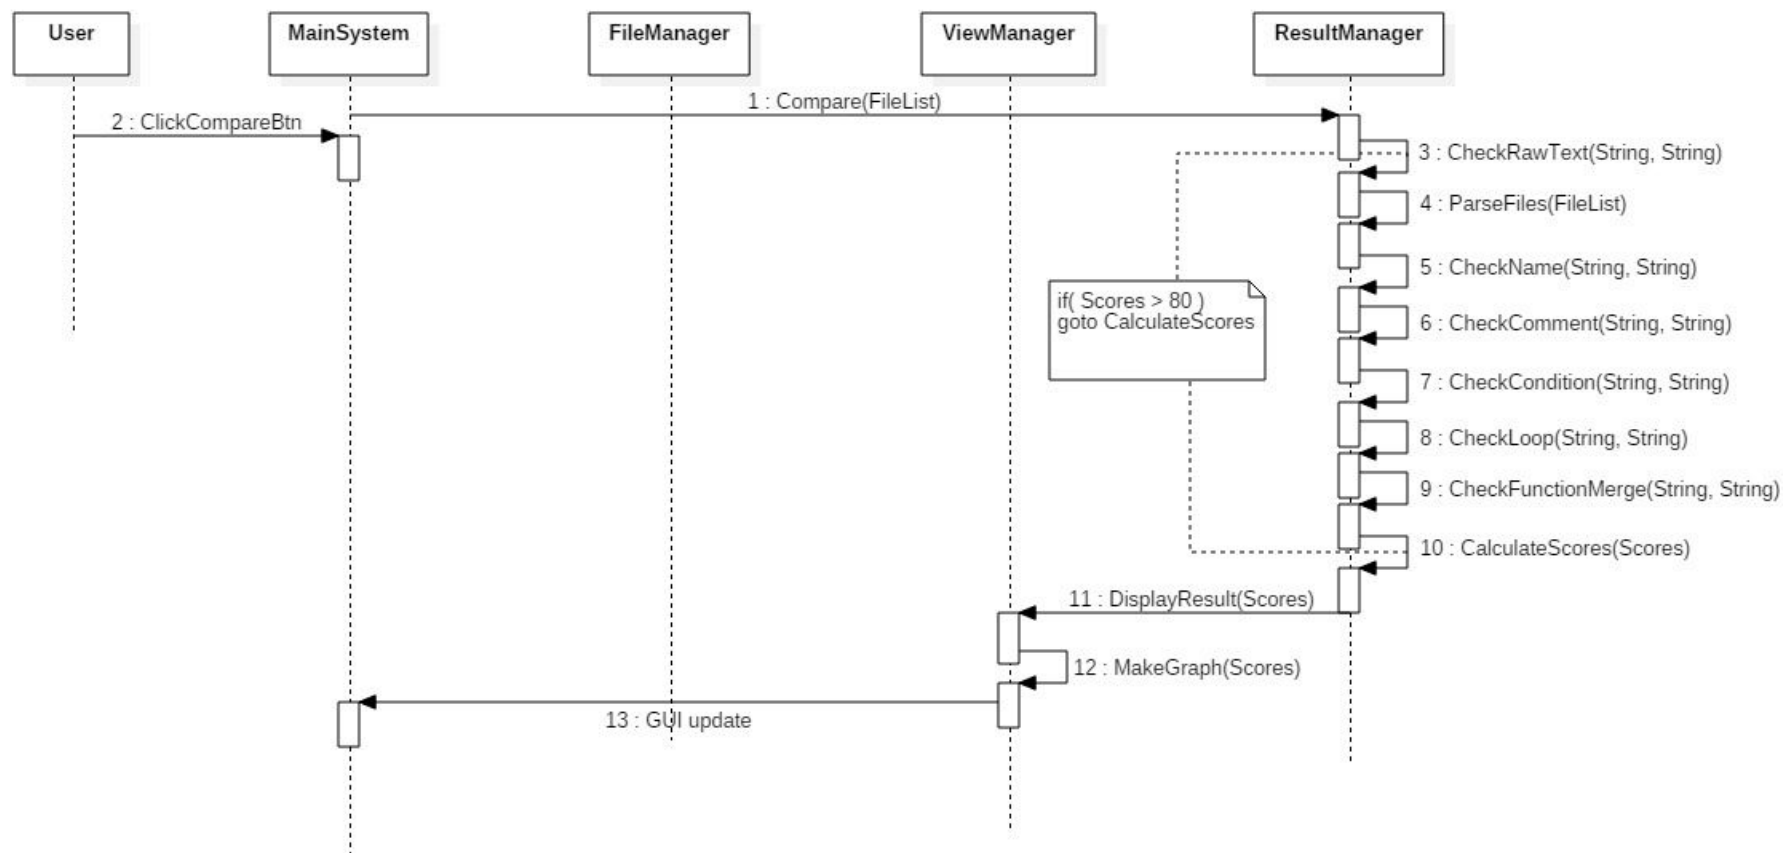 User
MainSystem
FileManager
ViewManager
ResultManager
1 : Compare(FileList)
2 : ClickCompareBtn
3 : CheckRawText(String, String)
4 : ParseFiles(FileList)
5 : CheckName(String, String)
if( Scores > 80 )
goto CalculateScores
6 : CheckComment(String, String)
7 : CheckCondition(String, String)
8 : CheckLoop(String, String)
9 : CheckFunctionMerge(String, String)
10 : CalculateScores(Scores)
11 : DisplayResult(Scores)
12 : MakeGraph(Scores)
13 : GUI update